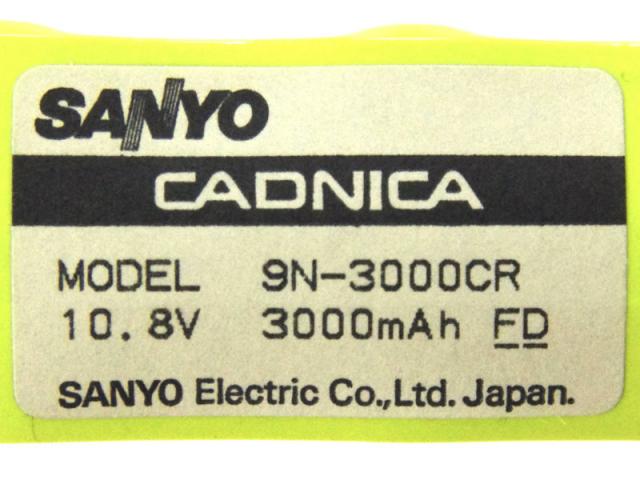 SANYO
CADNICA
MODEL 9N-3000CR
10.8V 3000mAh FD
SANYO Electric Co.,Ltd. Japan.